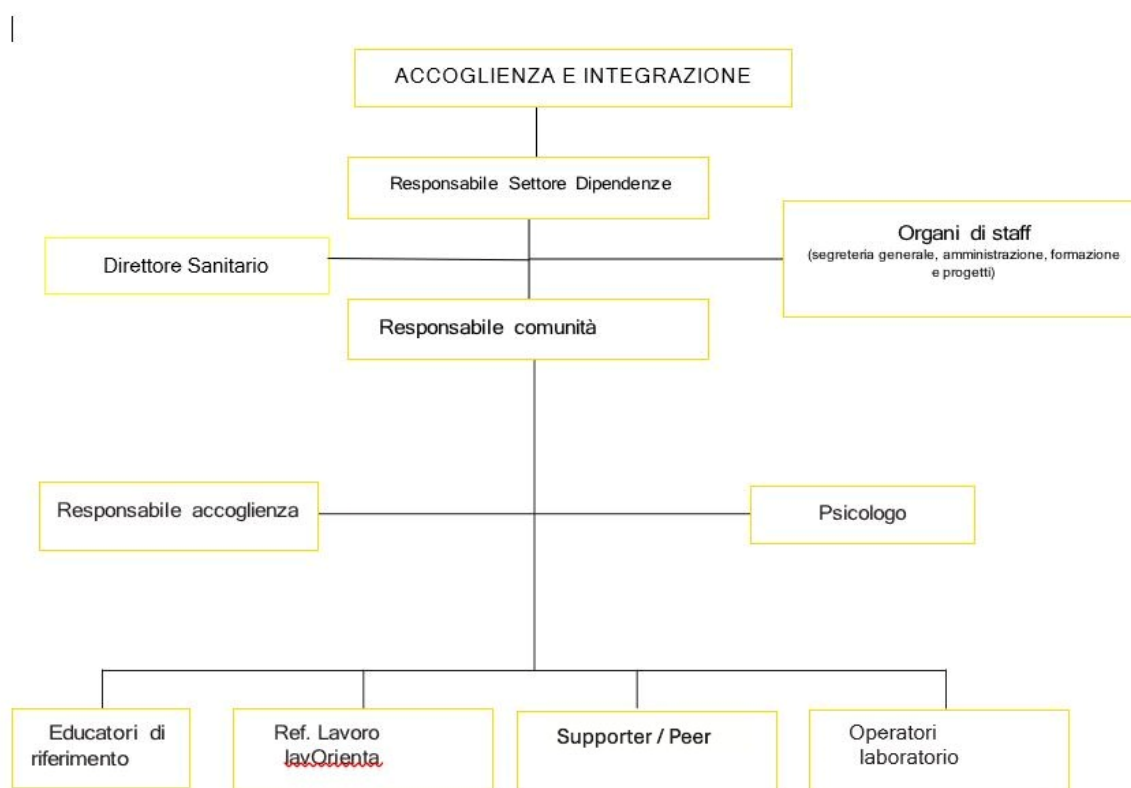 ACCOGLIENZA E INTEGRAZIONE
Responsabile Settore Dipendenze
Organi di staff
(segreteria generale, amministrazione, formazione
e progetti)
Direttore Sanitario
Responsabile comunità
Responsabile accoglienza
Psicologo
Educatori di
riferimento
Ref. Lavoro
lavOrienta
Supporter / Peer
Operatori
laboratorio